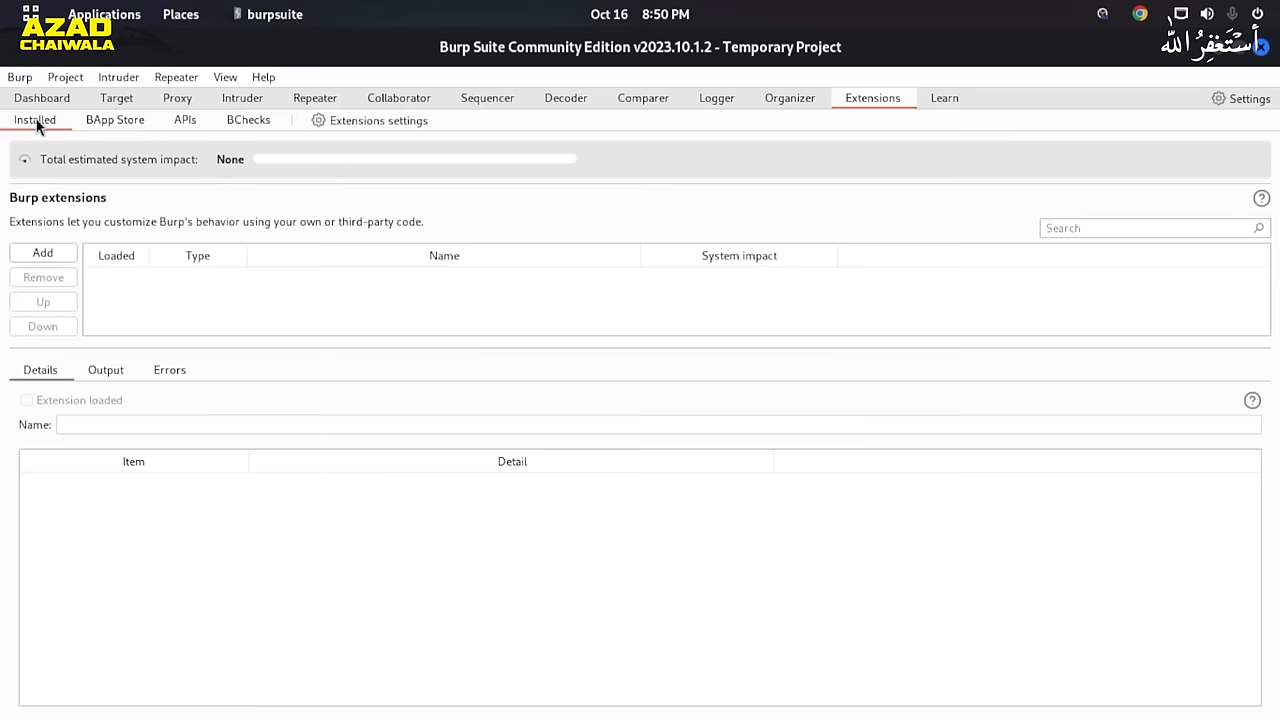 Applications Places burpsuite Oct 16 8:50 PM
AZAD
CHAIWALA
أستغفر الله
Burp Suite Community Edition v2023.10.1.2 - Temporary Project
Burp Project Intruder Repeater View Help
Dashboard Target Proxy Intruder Repeater Collaborator Sequencer Decoder Comparer Logger Organizer Extensions Learn Settings
Installed BApp Store APIs BChecks Extensions settings
Total estimated system impact: None
Burp extensions
Extensions let you customize Burp's behavior using your own or third-party code.
Search
Add Loaded Type Name System impact
Remove
Up
Down
Details Output Errors
Extension loaded
Name:
Item Detail